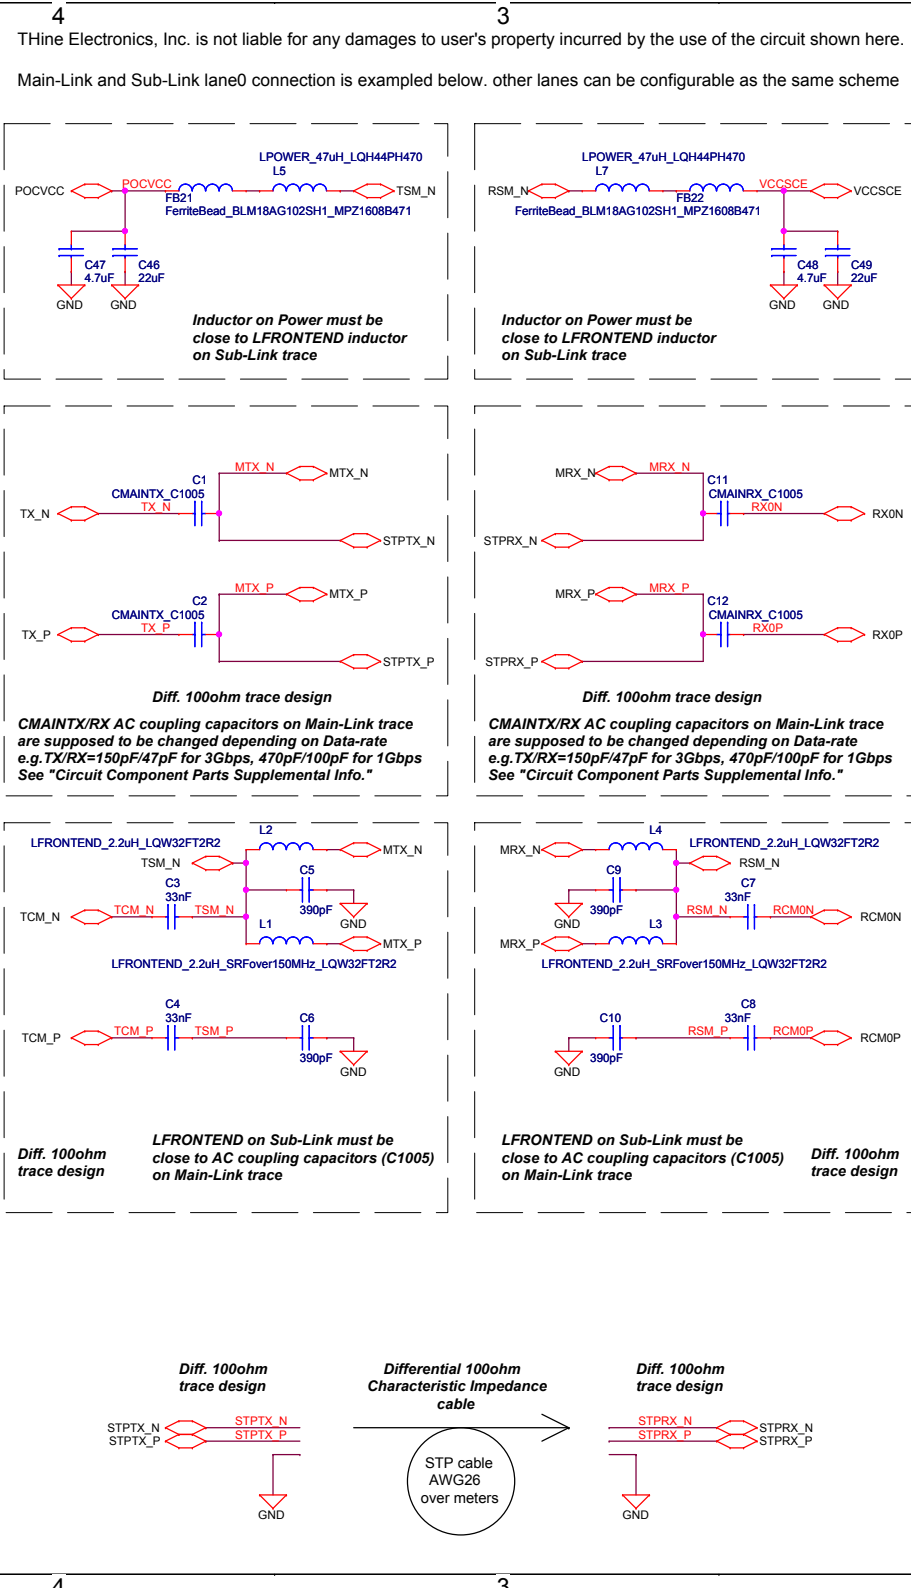 4
3
THine Electronics, Inc. is not liable for any damages to user's property incurred by the use of the circuit shown here.
Main-Link and Sub-Link lane0 connection is exampled below. other lanes can be configurable as the same scheme
LPOWER_47uH_LQH44PH470
L5
POCVCC
POCVCC
TSM_N
FB21
FerriteBead_BLM18AG102SH1_MPZ1608B471
C47
4.7uF
C46
22uF
GND
GND
Inductor on Power must be
close to LFRONTEND inductor
on Sub-Link trace
LPOWER_47uH_LQH44PH470
L7
RSM_N
VCCSCE
VCCSCE
FB22
FerriteBead_BLM18AG102SH1_MPZ1608B471
C48
4.7uF
C49
22uF
GND
GND
Inductor on Power must be
close to LFRONTEND inductor
on Sub-Link trace
MTX_N
MTX_N
C1
CMAINTX_C1005
TX_N
TX_N
STPTX_N
MTX_P
MTX_P
C2
CMAINTX_C1005
TX_P
TX_P
STPTX_P
Diff. 100ohm trace design
CMAINTX/RX AC coupling capacitors on Main-Link trace
are supposed to be changed depending on Data-rate
e.g.TX/RX=150pF/47pF for 3Gbps, 470pF/100pF for 1Gbps
See "Circuit Component Parts Supplemental Info."
MRX_N
MRX_N
C11
CMAINRX_C1005
RX0N
RX0N
STPRX_N
MRX_P
MRX_P
C12
CMAINRX_C1005
RX0P
RX0P
STPRX_P
Diff. 100ohm trace design
CMAINTX/RX AC coupling capacitors on Main-Link trace
are supposed to be changed depending on Data-rate
e.g.TX/RX=150pF/47pF for 3Gbps, 470pF/100pF for 1Gbps
See "Circuit Component Parts Supplemental Info."
L2
LFRONTEND_2.2uH_LQW32FT2R2
MTX_N
TSM_N
C3
33nF
C5
390pF
GND
TCM_N
TCM_N
TSM_N
L1
MTX_P
LFRONTEND_2.2uH_SRFover150MHz_LQW32FT2R2
C4
33nF
TCM_P
TCM_P
TSM_P
C6
390pF
GND
Diff. 100ohm
trace design
LFRONTEND on Sub-Link must be
close to AC coupling capacitors (C1005)
on Main-Link trace
L4
LFRONTEND_2.2uH_LQW32FT2R2
MRX_N
RSM_N
C9
390pF
GND
C7
33nF
RSM_N
RCM0N
RCM0N
L3
MRX_P
LFRONTEND_2.2uH_SRFover150MHz_LQW32FT2R2
C8
33nF
C10
390pF
GND
RSM_P
RCM0P
RCM0P
LFRONTEND on Sub-Link must be
close to AC coupling capacitors (C1005)
on Main-Link trace
Diff. 100ohm
trace design
Diff. 100ohm
trace design
Differential 100ohm
Characteristic Impedance
cable
Diff. 100ohm
trace design
STPTX_N
STPTX_N
STPTX_P
STPTX_P
GND
STP cable
AWG26
over meters
STPRX_N
STPRX_N
STPRX_P
STPRX_P
GND
4
3